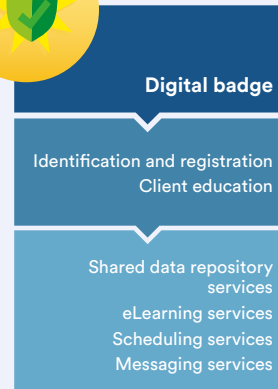 Digital badge
Identification and registration
Client education
Shared data repository
services
eLearning services
Scheduling services
Messaging services